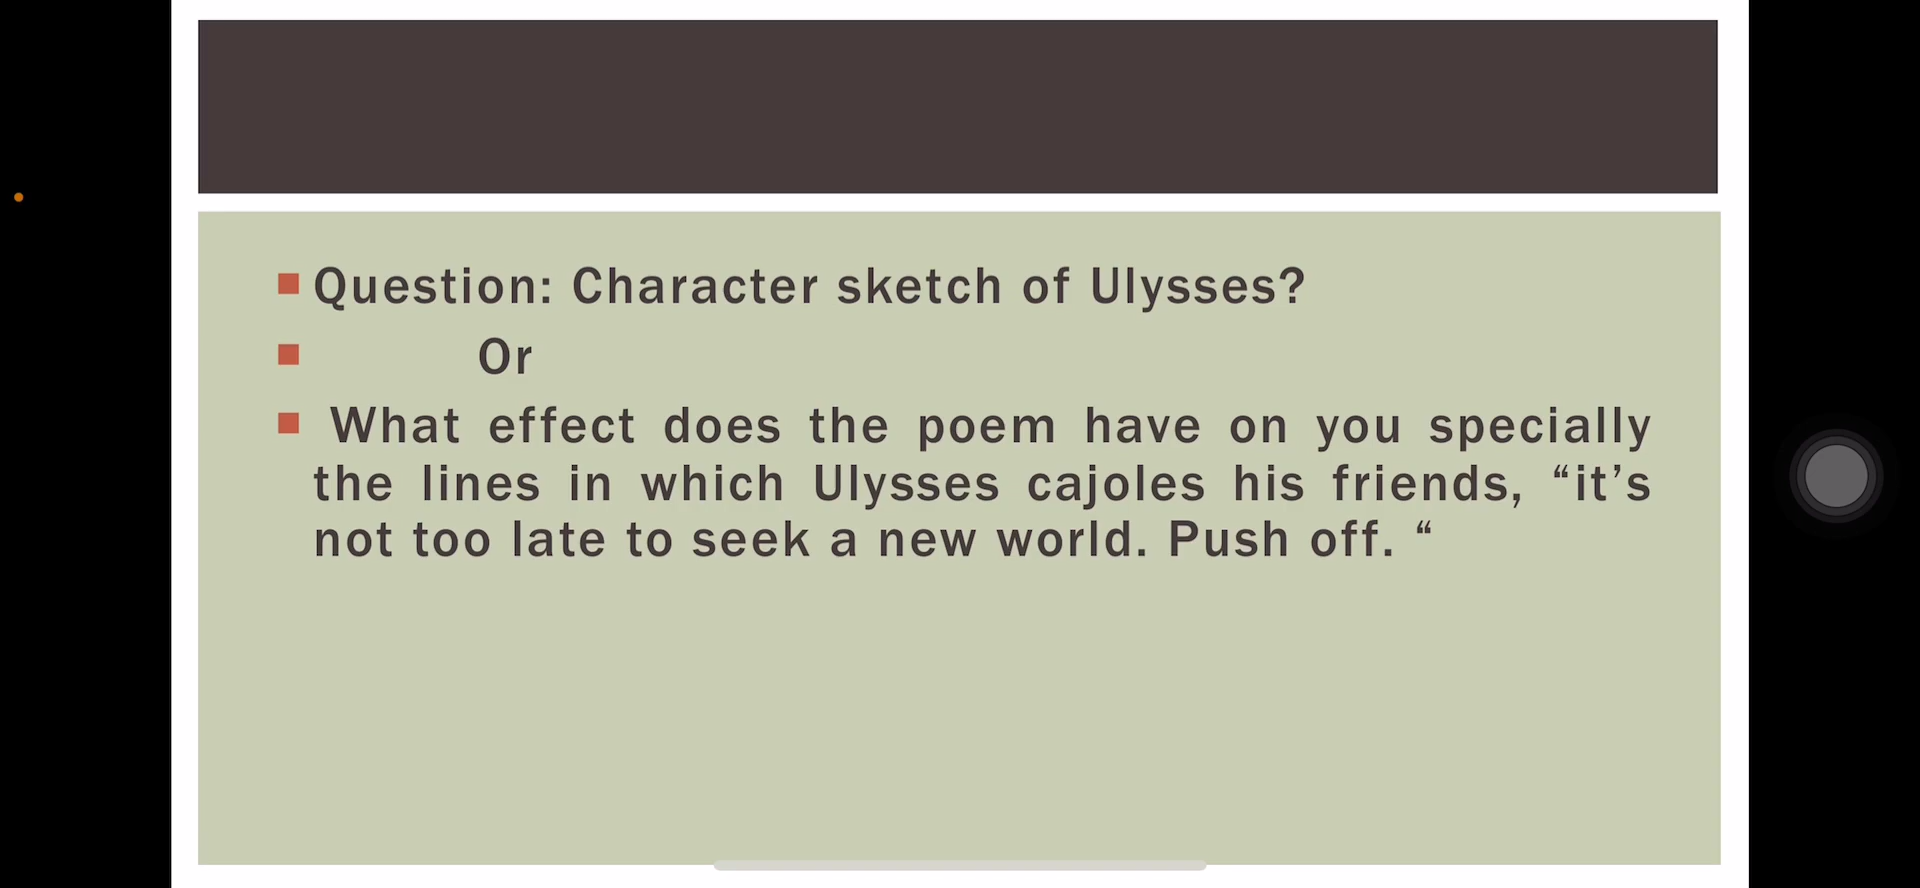 Question: Character sketch of Ulysses?
Or
What effect does the poem have on you specially
the lines in which Ulysses cajoles his friends, “it’s
not too late to seek a new world. Push off. “